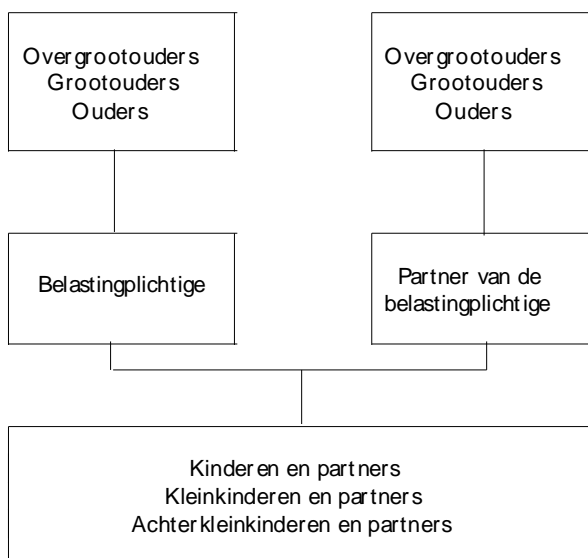 Overgrootouders
Grootouders
Ouders
Overgrootouders
Grootouders
Ouders
Belastingplichtige
Partner van de
belastingplichtige
Kinderen en partners
Kleinkinderen en partners
Achterkleinkinderen en partners